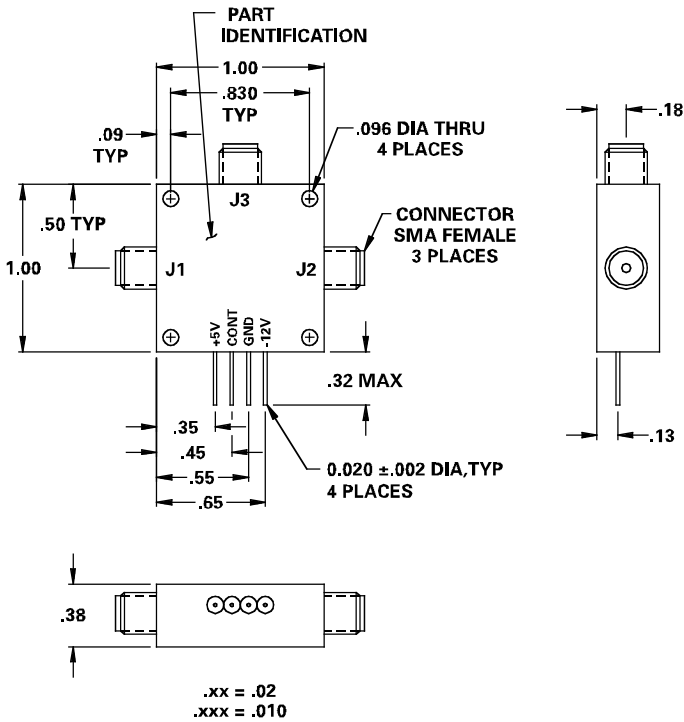 PART
IDENTIFICATION
1.00
.830
TYP
.09
TYP
.096 DIA THRU
4 PLACES
.18
J3
.50 TYP
CONNECTOR
SMA FEMALE
3 PLACES
1.00
J1
J2
+5V
CONT
GND
-12V
.32 MAX
.35
.45
.55
.65
.13
0.020 ±.002 DIA,TYP
4 PLACES
.38
.xx = .02
.xxx = .010